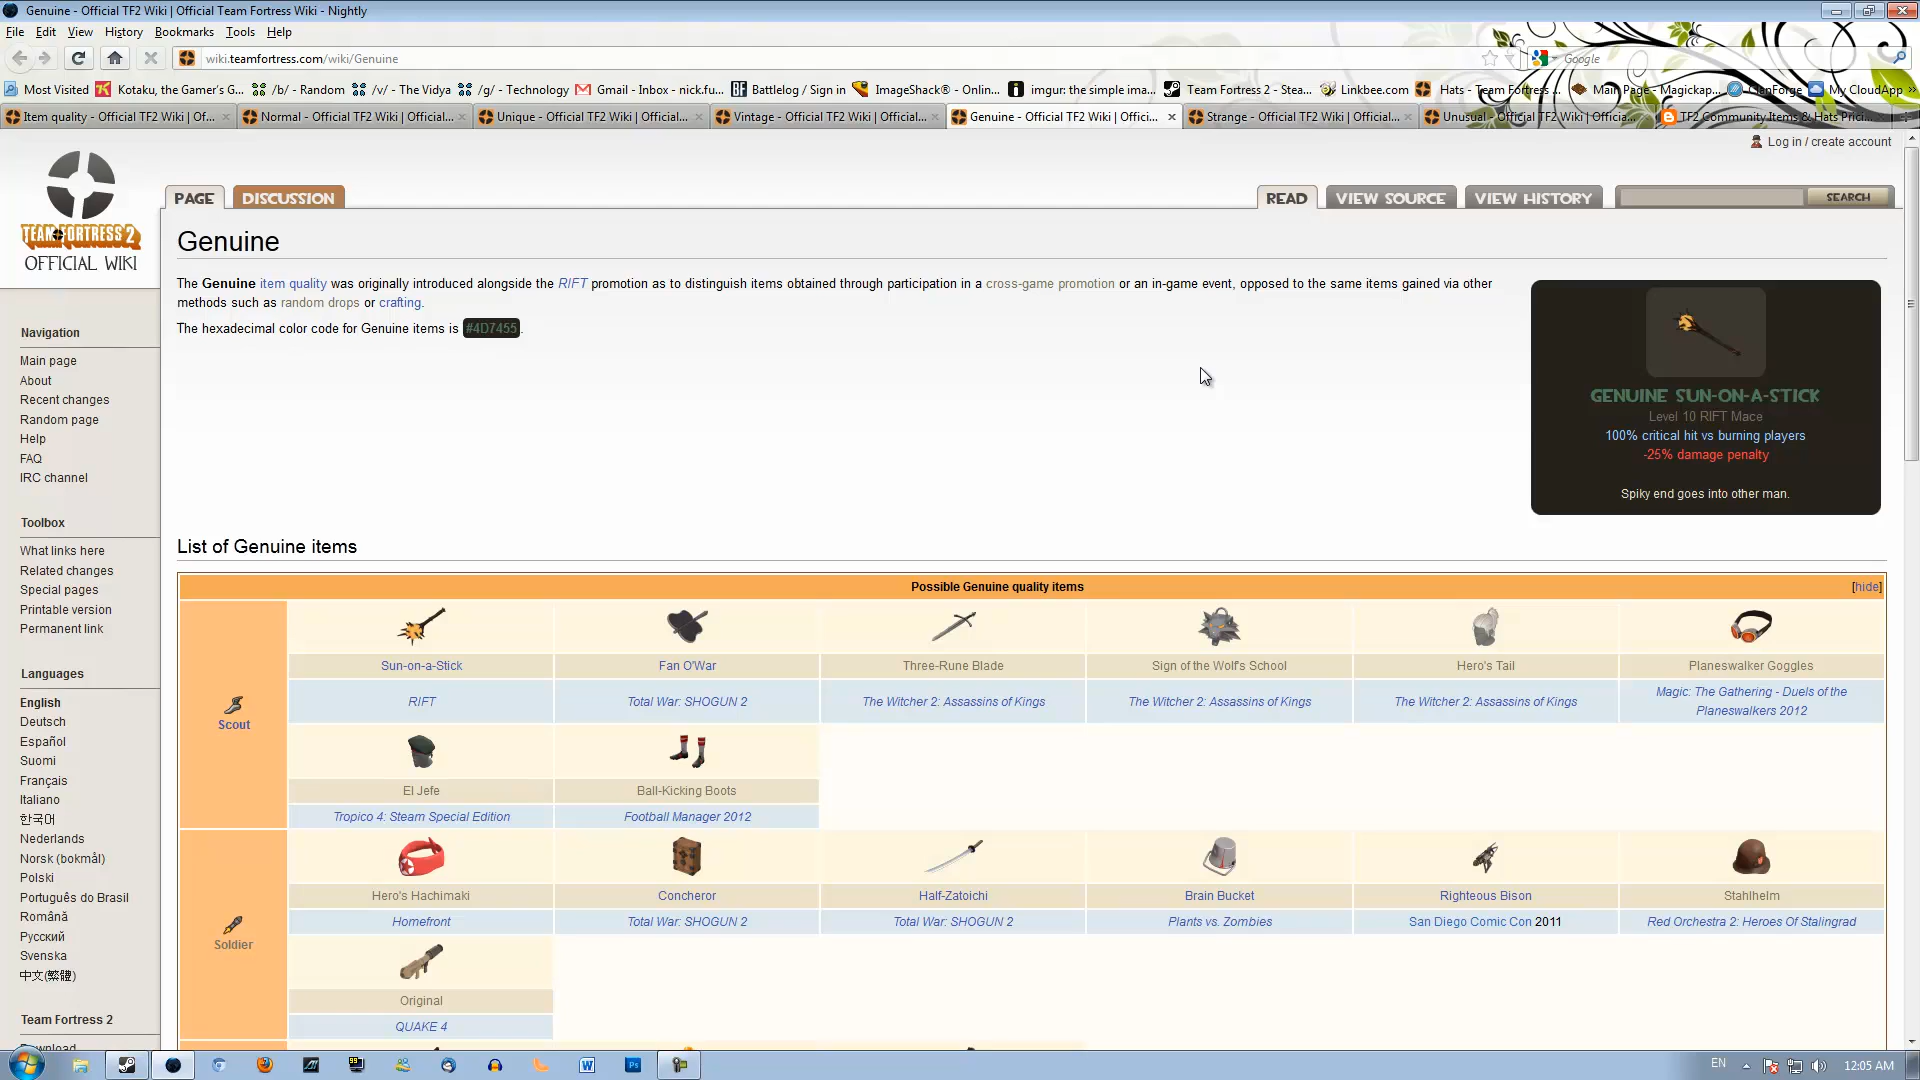 Genuine - Official TF2 Wiki | Official Team Fortress Wiki - Nightly
File Edit View History Bookmarks Tools Help
wiki.teamfortress.com/wiki/Genuine
Google
Most Visited Kotaku, the Gamer's G... /b/ - Random /v/ - The Vidya /g/ - Technology Gmail - Inbox - nick.fu... Battlelog / Sign in ImageShack® - Onlin... imgur: the simple ima... Team Fortress 2 - Stea... Linkbee.com Hats - Team Fortress ... Main Page - Magickap... ClanForge My CloudApp »
Item quality - Official TF2 Wiki | Of... Normal - Official TF2 Wiki | Official... Unique - Official TF2 Wiki | Official... Vintage - Official TF2 Wiki | Official... Genuine - Official TF2 Wiki | Offici... Strange - Official TF2 Wiki | Official... Unusual - Official TF2 Wiki | Officia... TF2 Community Items & Hats Prici...
Log in / create account
TEAM FORTRESS 2
OFFICIAL WIKI
PAGE DISCUSSION READ VIEW SOURCE VIEW HISTORY SEARCH
Genuine
The Genuine item quality was originally introduced alongside the RIFT promotion as to distinguish items obtained through participation in a cross-game promotion or an in-game event, opposed to the same items gained via other
methods such as random drops or crafting.
The hexadecimal color code for Genuine items is #4D7455.
GENUINE SUN-ON-A-STICK
Level 10 RIFT Mace
100% critical hit vs burning players
-25% damage penalty
Spiky end goes into other man.
Navigation
Main page
About
Recent changes
Random page
Help
FAQ
IRC channel
Toolbox
What links here
Related changes
Special pages
Printable version
Permanent link
Languages
English
Deutsch
Español
Suomi
Français
Italiano
한국어
Nederlands
Norsk (bokmål)
Polski
Português do Brasil
Română
Русский
Svenska
中文(繁體)
Team Fortress 2
Download
List of Genuine items
Possible Genuine quality items [hide]
Scout
Sun-on-a-Stick Fan O'War Three-Rune Blade Sign of the Wolf's School Hero's Tail Planeswalker Goggles
RIFT Total War: SHOGUN 2 The Witcher 2: Assassins of Kings The Witcher 2: Assassins of Kings The Witcher 2: Assassins of Kings Magic: The Gathering - Duels of the
Planeswalkers 2012
El Jefe Ball-Kicking Boots
Tropico 4: Steam Special Edition Football Manager 2012
Soldier
Hero's Hachimaki Concheror Half-Zatoichi Brain Bucket Righteous Bison Stahlhelm
Homefront Total War: SHOGUN 2 Total War: SHOGUN 2 Plants vs. Zombies San Diego Comic Con 2011 Red Orchestra 2: Heroes Of Stalingrad
Original
QUAKE 4
EN 12:05 AM